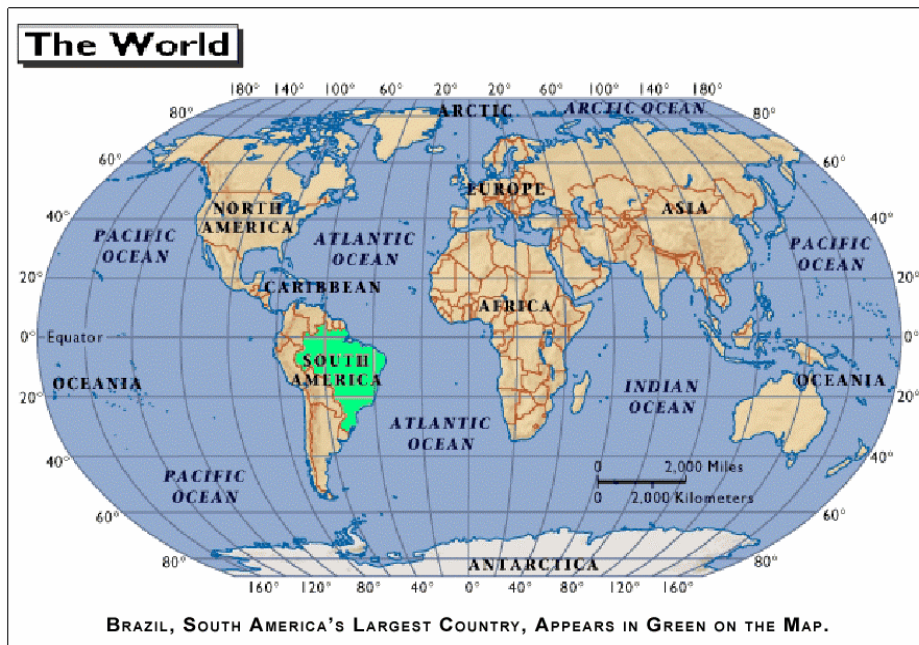 The World
180° 140° 100° 60° 20° 20° 60° 100° 140° 180°
80° ARCTIC ARCTIC OCEAN 80°
60° 60°
EUROPE
NORTH AMERICA
ASIA
40° 40°
PACIFIC OCEAN
ATLANTIC OCEAN
PACIFIC OCEAN
20° 20°
CARIBBEAN
AFRICA
0° Equator 0°
SOUTH AMERICA
OCEANIA
INDIAN OCEAN
OCEANIA
20° 20°
ATLANTIC OCEAN
40° 40°
0 2,000 Miles
0 2,000 Kilometers
PACIFIC OCEAN
60° 60°
80° ANTARCTICA 80°
160° 120° 80° 40° 0° 40° 80° 120° 160°
BRAZIL, SOUTH AMERICA'S LARGEST COUNTRY, APPEARS IN GREEN ON THE MAP.